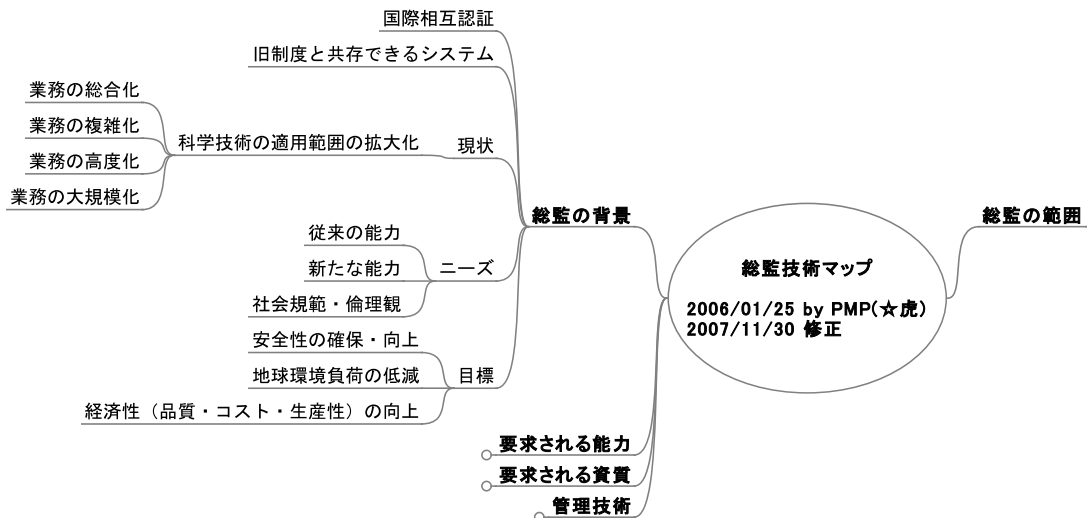 国際相互認証
旧制度と共存できるシステム
業務の総合化
業務の複雑化
業務の高度化
業務の大規模化
科学技術の適用範囲の拡大化
現状
従来の能力
新たな能力
社会規範・倫理観
ニーズ
安全性の確保・向上
地球環境負荷の低減
経済性（品質・コスト・生産性）の向上
目標
総監の背景
要求される能力
要求される資質
管理技術
総監技術マップ
2006/01/25 by PMP(☆虎)
2007/11/30 修正
総監の範囲